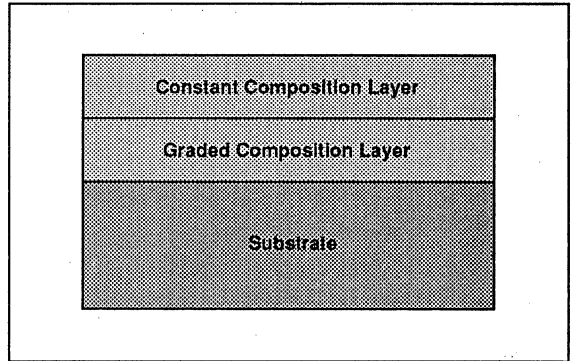 Constant Composition Layer
Graded Composition Layer
Substrate